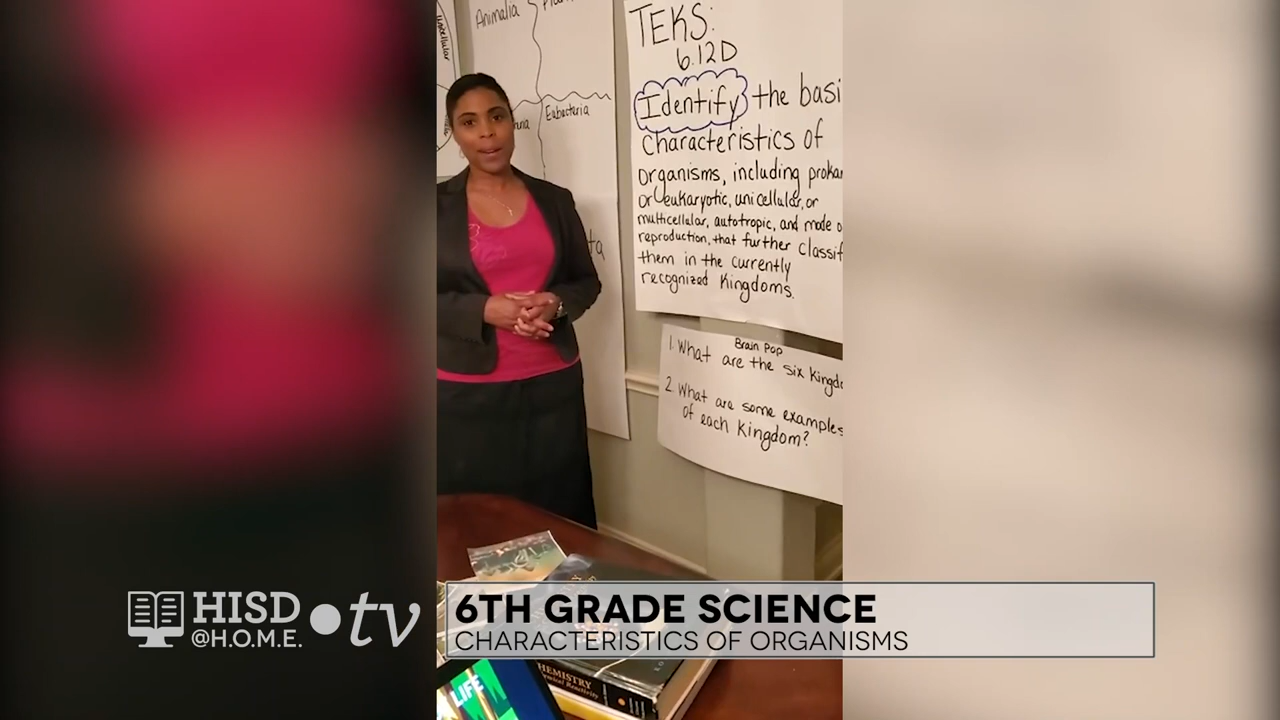 unicellular
Animalia
TEKS:
6.12D
Identify the basi
characteristics of
organisms, including prokar
or eukaryotic, unicellular, or
multicellular, autotropic, and mode o
reproduction, that further classif
them in the currently
recognized Kingdoms.
Eubacteria
Brain Pop
1. What are the six Kingdo
2. What are some examples
of each Kingdom?
HISD
@H.O.M.E.
tv
6TH GRADE SCIENCE
CHARACTERISTICS OF ORGANISMS
HEMISTRY
LIFE